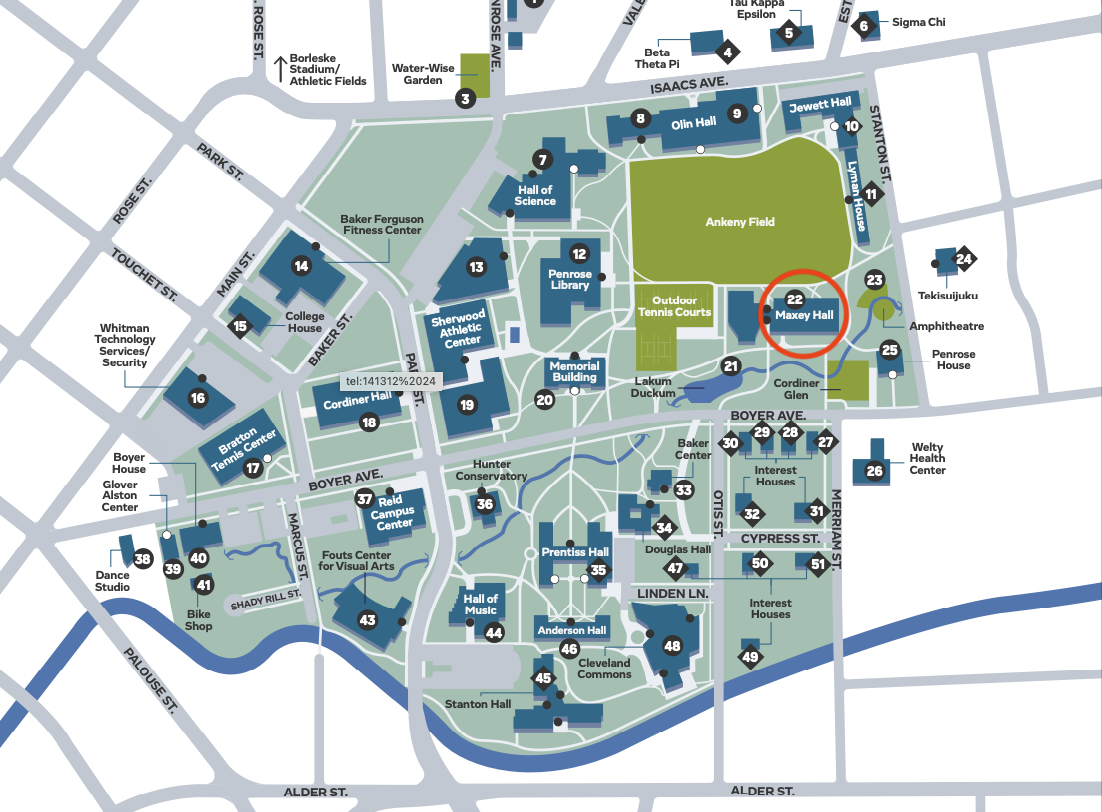 Tau Kappa
Epsilon
5
6
Sigma Chi
Beta
Theta Pi
4
Borleske
Stadium/
Athletic Fields
Water-Wise
Garden
3
ISAACS AVE.
8
Olin Hall
9
Jewett Hall
10
STANTON ST.
PARK ST.
ROSE ST.
7
Hall of
Science
Lyman House
11
Ankeny Field
Baker Ferguson
Fitness Center
14
MAIN ST.
TOUCHET ST.
13
12
Penrose
Library
24
Tekisuijuku
23
22
Maxey Hall
Outdoor
Tennis Courts
Amphitheatre
15
College
House
BAKER ST.
Sherwood
Athletic
Center
Whitman
Technology
Services/
Security
16
25
Penrose
House
21
Lakum
Duckum
Cordiner
Glen
Memorial
Building
20
tel:141312%2024
Cordiner Hall
18
19
Bratton
Tennis Center
17
BOYER AVE.
30
29
28
27
Interest
Houses
Welty
Health
Center
26
Boyer
House
Glover
Alston
Center
BOYER AVE.
Baker
Center
33
Hunter
Conservatory
36
37
Reid
Campus
Center
OTIS ST.
MERRIAM ST.
32
31
34
Douglas Hall
CYPRESS ST.
MARCUS ST.
38
39
40
41
Dance
Studio
Bike
Shop
Fouts Center
for Visual Arts
43
SHADY RILL ST.
Prentiss Hall
35
47
50
51
LINDEN LN.
Interest
Houses
49
Hall of
Music
44
Anderson Hall
46
48
Cleveland
Commons
45
Stanton Hall
PALOUSE ST.
ALDER ST.
ALDER ST.